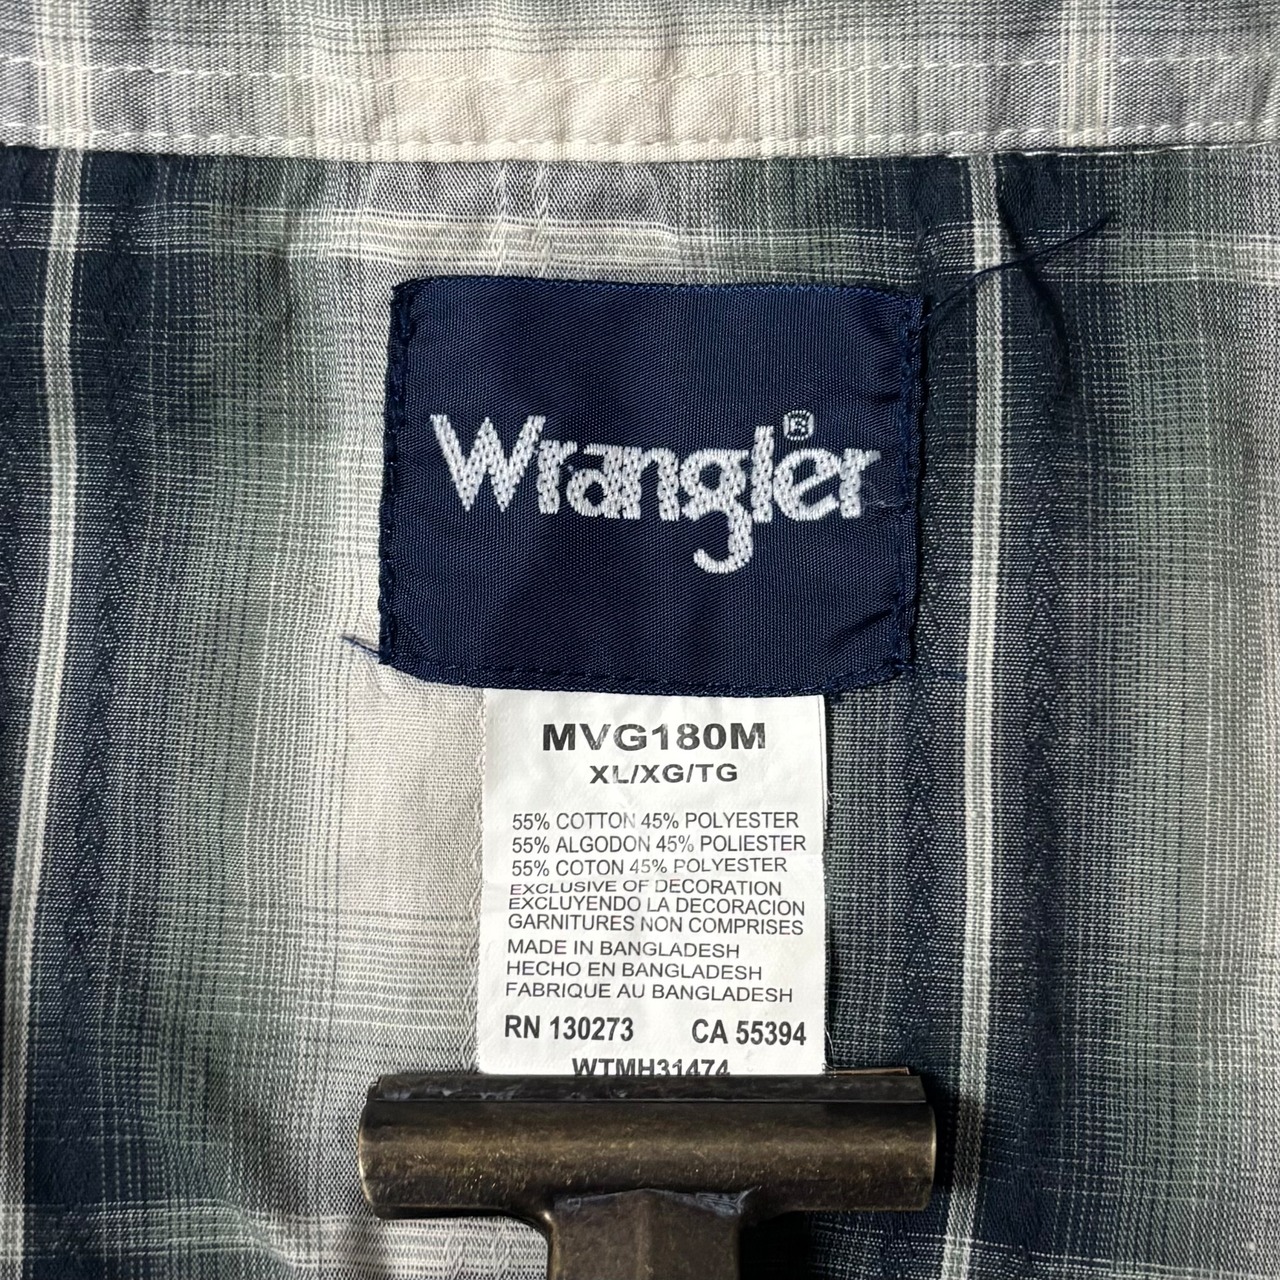 Wrangler®
MVG180M
XL/XG/TG
55% COTTON 45% POLYESTER
55% ALGODON 45% POLIESTER
55% COTON 45% POLYESTER
EXCLUSIVE OF DECORATION
EXCLUYENDO LA DECORACION
GARNITURES NON COMPRISES
MADE IN BANGLADESH
HECHO EN BANGLADESH
FABRIQUE AU BANGLADESH
RN 130273 CA 55394
WTMH31474